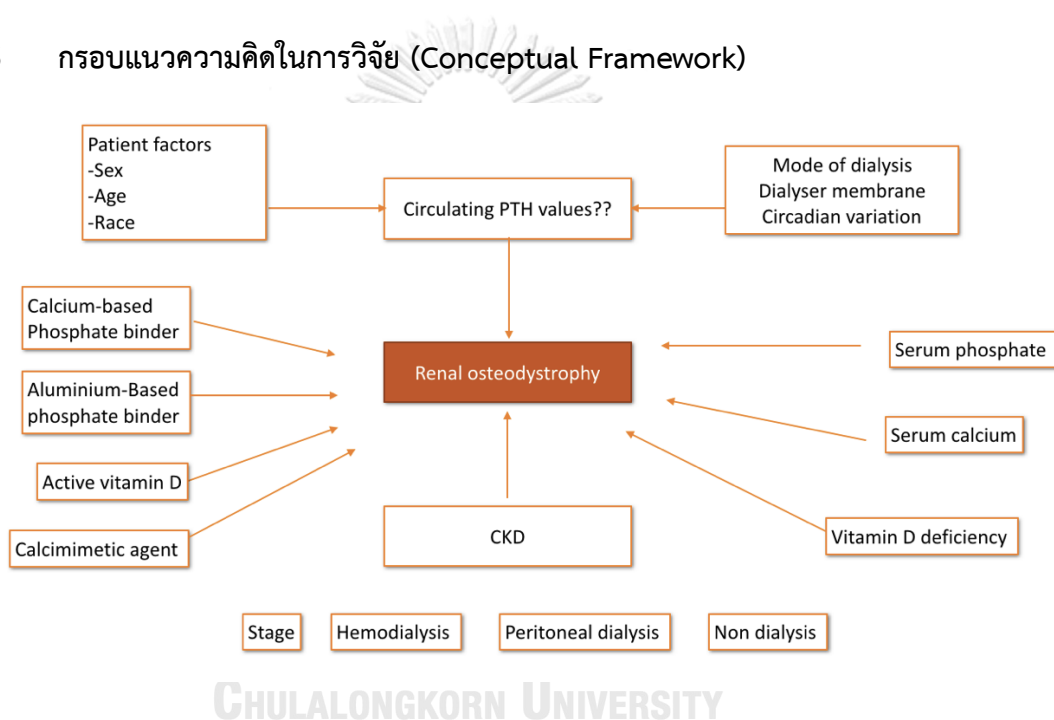 กรอบแนวความคิดในการวิจัย (Conceptual Framework)
Patient factors
-Sex
-Age
-Race
Circulating PTH values??
Mode of dialysis
Dialyser membrane
Circadian variation
Calcium-based
Phosphate binder
Aluminium-Based
phosphate binder
Active vitamin D
Calcimimetic agent
Renal osteodystrophy
CKD
Serum phosphate
Serum calcium
Vitamin D deficiency
Stage
Hemodialysis
Peritoneal dialysis
Non dialysis
CHULALONGKORN UNIVERSITY